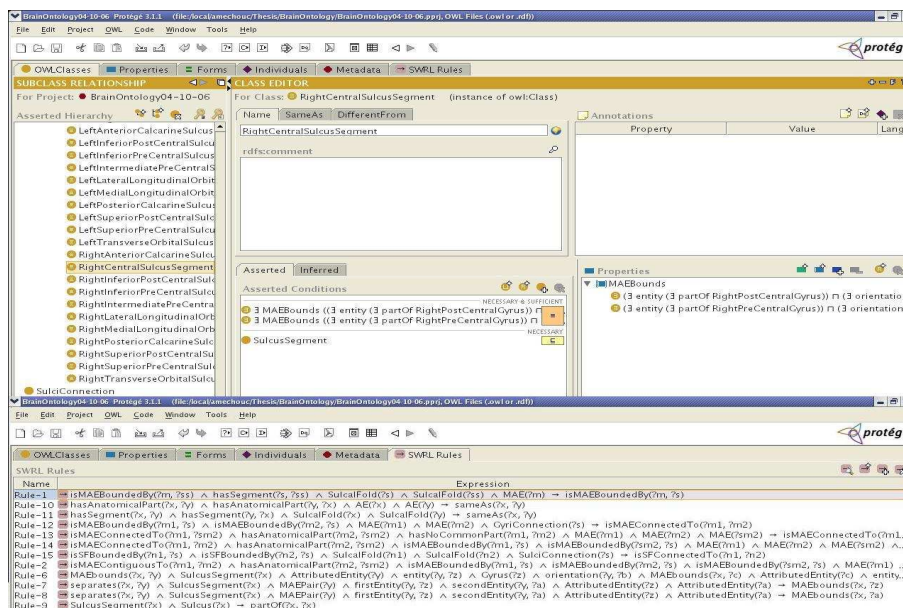 BrainOntology04-10-06 Protégé 3.1.1 (file:/local/amechouc/Thesis/BrainOntology/BrainOntology04-10-06.pprj, OWL Files (.owl or .rdf))
File Edit Project OWL Code Window Tools Help
protég
OWLClasses Properties Forms Individuals Metadata SWRL Rules
SUBCLASS RELATIONSHIP CLASS EDITOR
For Project: BrainOntology04-10-06 For Class: RightCentralSulcusSegment (instance of owl:Class)
Asserted Hierarchy Name SameAs DifferentFrom Annotations
RightCentralSulcusSegment Property Value Lang
rdfs:comment
LeftAnteriorCalcarineSulcus
LeftInferiorPostCentralSulcu
LeftInferiorPreCentralSulcus
LeftIntermediatePreCentralS
LeftLateralLongitudinalOrbit
LeftMedialLongitudinalOrbit
LeftPosteriorCalcarineSulcus
LeftSuperiorPostCentralSulc
LeftSuperiorPreCentralSulcu
LeftTransverseOrbitalSulcus
RightAnteriorCalcarineSulcu
RightCentralSulcusSegment
RightInferiorPostCentralSulc
RightInferiorPreCentralSulcu
RightIntermediatePreCentra
RightLateralLongitudinalOrb
RightMedialLongitudinalOrb
RightPosteriorCalcarineSulc
RightSuperiorPostCentralSu
RightSuperiorPreCentralSulc
RightTransverseOrbitalSulcu
SulciConnection
Asserted Inferred
Asserted Conditions
NECESSARY & SUFFICIENT
∃ MAEBounds ((∃ entity (∃ partOf RightPostCentralGyrus)) ⊓
∃ MAEBounds ((∃ entity (∃ partOf RightPreCentralGyrus)) ⊓
NECESSARY
SulcusSegment
Properties
MAEBounds
(∃ entity (∃ partOf RightPostCentralGyrus)) ⊓ (∃ orientation
(∃ entity (∃ partOf RightPreCentralGyrus)) ⊓ (∃ orientation
BrainOntology04-10-06 Protégé 3.1.1 (file:/local/amechouc/Thesis/BrainOntology/BrainOntology04-10-06.pprj, OWL Files (.owl or .rdf))
File Edit Project OWL Code Window Tools Help
protég
OWLClasses Properties Forms Individuals Metadata SWRL Rules
SWRL Rules
Name Expression
Rule-1 isMAEBoundedBy(?m, ?ss) ∧ hasSegment(?s, ?ss) ∧ SulcalFold(?s) ∧ SulcalFold(?ss) ∧ MAE(?m) → isMAEBoundedBy(?m, ?s)
Rule-10 hasAnatomicalPart(?x, ?y) ∧ hasAnatomicalPart(?y, ?x) ∧ AE(?x) ∧ AE(?y) → sameAs(?x, ?y)
Rule-11 hasSegment(?x, ?y) ∧ hasSegment(?y, ?x) ∧ SulcalFold(?x) ∧ SulcalFold(?y) → sameAs(?x, ?y)
Rule-12 isMAEBoundedBy(?m1, ?s) ∧ isMAEBoundedBy(?m2, ?s) ∧ MAE(?m1) ∧ MAE(?m2) ∧ GyriConnection(?s) → isMAEConnectedTo(?m1, ?m2)
Rule-13 isMAEConnectedTo(?m1, ?sm2) ∧ hasAnatomicalPart(?m2, ?sm2) ∧ hasNoCommonPart(?m1, ?m2) ∧ MAE(?m1) ∧ MAE(?m2) ∧ MAE(?sm2) → isMAEConnectedTo(?m1,
Rule-14 isMAEConnectedTo(?m1, ?m2) ∧ hasAnatomicalPart(?m2, ?sm2) ∧ isMAEBoundedBy(?m1, ?s) ∧ isMAEBoundedBy(?sm2, ?s) ∧ MAE(?m1) ∧ MAE(?m2) ∧ MAE(?sm2) ∧ ..
Rule-15 isSFBoundedBy(?m1, ?s) ∧ isSFBoundedBy(?m2, ?s) ∧ SulcalFold(?m1) ∧ SulcalFold(?m2) ∧ SulciConnection(?s) → isSFConnectedTo(?m1, ?m2)
Rule-2 isMAEContiguousTo(?m1, ?m2) ∧ hasAnatomicalPart(?m2, ?sm2) ∧ isMAEBoundedBy(?m1, ?s) ∧ isMAEBoundedBy(?sm2, ?s) ∧ MAE(?m1) ..
Rule-6 MAEBounds(?x, ?y) ∧ SulcusSegment(?x) ∧ AttributedEntity(?y) ∧ entity(?y, ?z) ∧ Gyrus(?z) ∧ orientation(?y, ?b) ∧ MAEbounds(?x, ?c) ∧ AttributedEntity(?c) ∧ entity..
Rule-7 separates(?x, ?y) ∧ SulcusSegment(?x) ∧ MAEPair(?y) ∧ firstEntity(?y, ?z) ∧ secondEntity(?y, ?a) ∧ AttributedEntity(?z) ∧ AttributedEntity(?a) → MAEbounds(?x, ?z)
Rule-8 separates(?x, ?y) ∧ SulcusSegment(?x) ∧ MAEPair(?y) ∧ firstEntity(?y, ?z) ∧ secondEntity(?y, ?a) ∧ AttributedEntity(?z) ∧ AttributedEntity(?a) → MAEbounds(?x, ?a)
Rule-9 SulcusSegment(?x) ∧ Sulcus(?x) → partOf(?x, ?x)